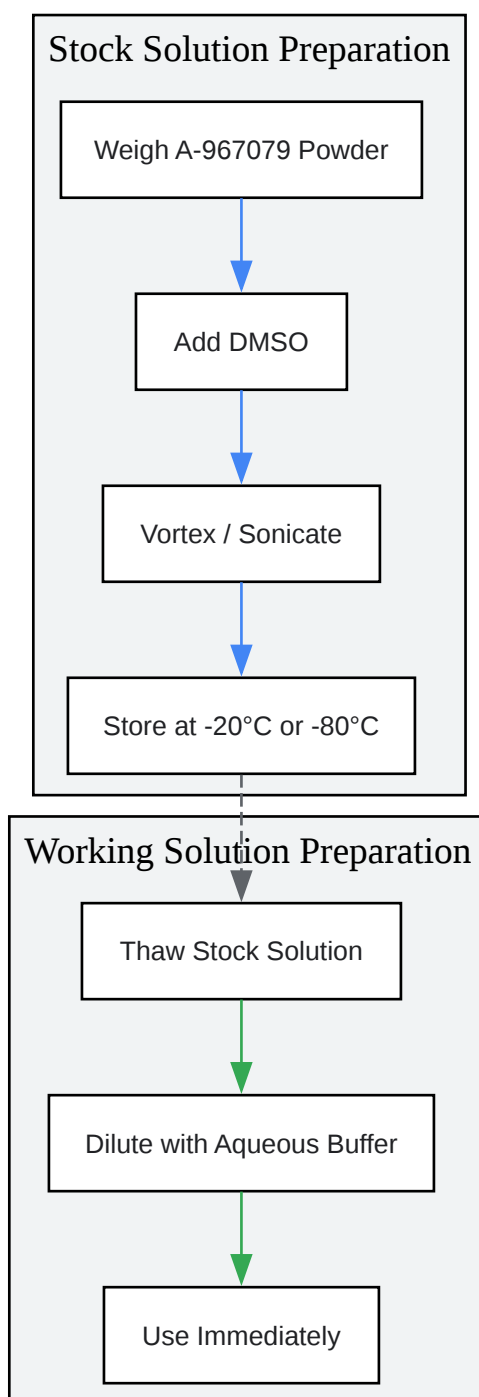 Stock Solution Preparation
Weigh A-967079 Powder
Add DMSO
Vortex / Sonicate
Store at -20°C or -80°C
Working Solution Preparation
Thaw Stock Solution
Dilute with Aqueous Buffer
Use Immediately